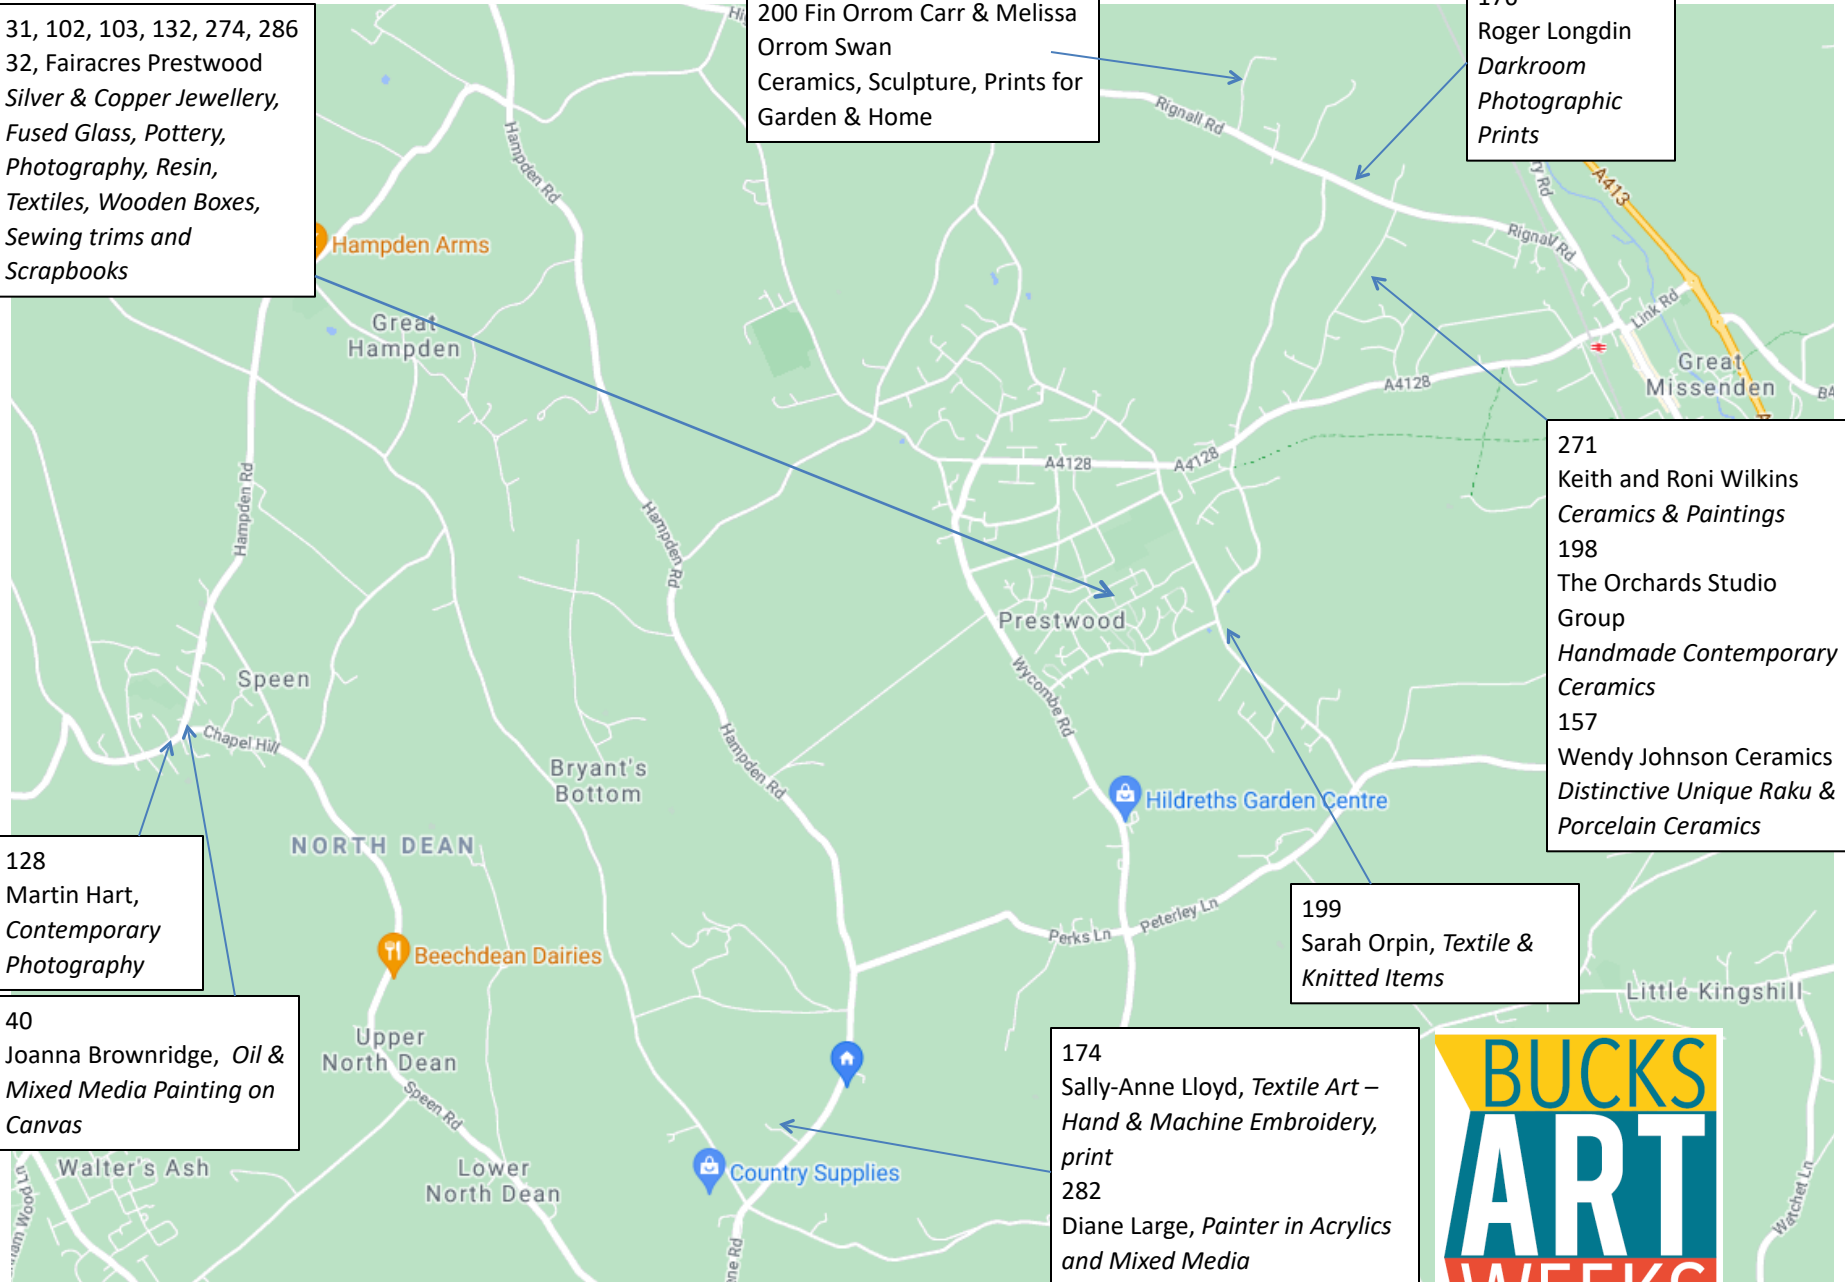 31, 102, 103, 132, 274, 286
32, Fairacres Prestwood
Silver & Copper Jewellery,
Fused Glass, Pottery,
Photography, Resin,
Textiles, Wooden Boxes,
Sewing trims and
Scrapbooks
200 Fin Orrom Carr & Melissa
Orrom Swan
Ceramics, Sculpture, Prints for
Garden & Home
Roger Longdin
Darkroom
Photographic
Prints
Rignall Rd
Hampden Rd
A413
Hampden Arms
Rignall Rd
Link Rd
Great
Hampden
Great
Missenden
A4128
A4128
A4128
Hampden Rd
Hampden Rd
271
Keith and Roni Wilkins
Ceramics & Paintings
198
The Orchards Studio
Group
Handmade Contemporary
Ceramics
157
Wendy Johnson Ceramics
Distinctive Unique Raku &
Porcelain Ceramics
Prestwood
Wycombe Rd
Speen
Chapel Hill
Hampden Rd
Bryant's
Bottom
Hildreths Garden Centre
NORTH DEAN
128
Martin Hart,
Contemporary
Photography
Beechdean Dairies
Perks Ln
Peterley Ln
199
Sarah Orpin, Textile &
Knitted Items
Little Kingshill
40
Joanna Brownridge, Oil &
Mixed Media Painting on
Canvas
Upper
North Dean
Speen Rd
174
Sally-Anne Lloyd, Textile Art –
Hand & Machine Embroidery,
print
282
Diane Large, Painter in Acrylics
and Mixed Media
Walter's Ash
Lower
North Dean
Country Supplies
Watchet Ln
BUCKS
ART
WEEKS